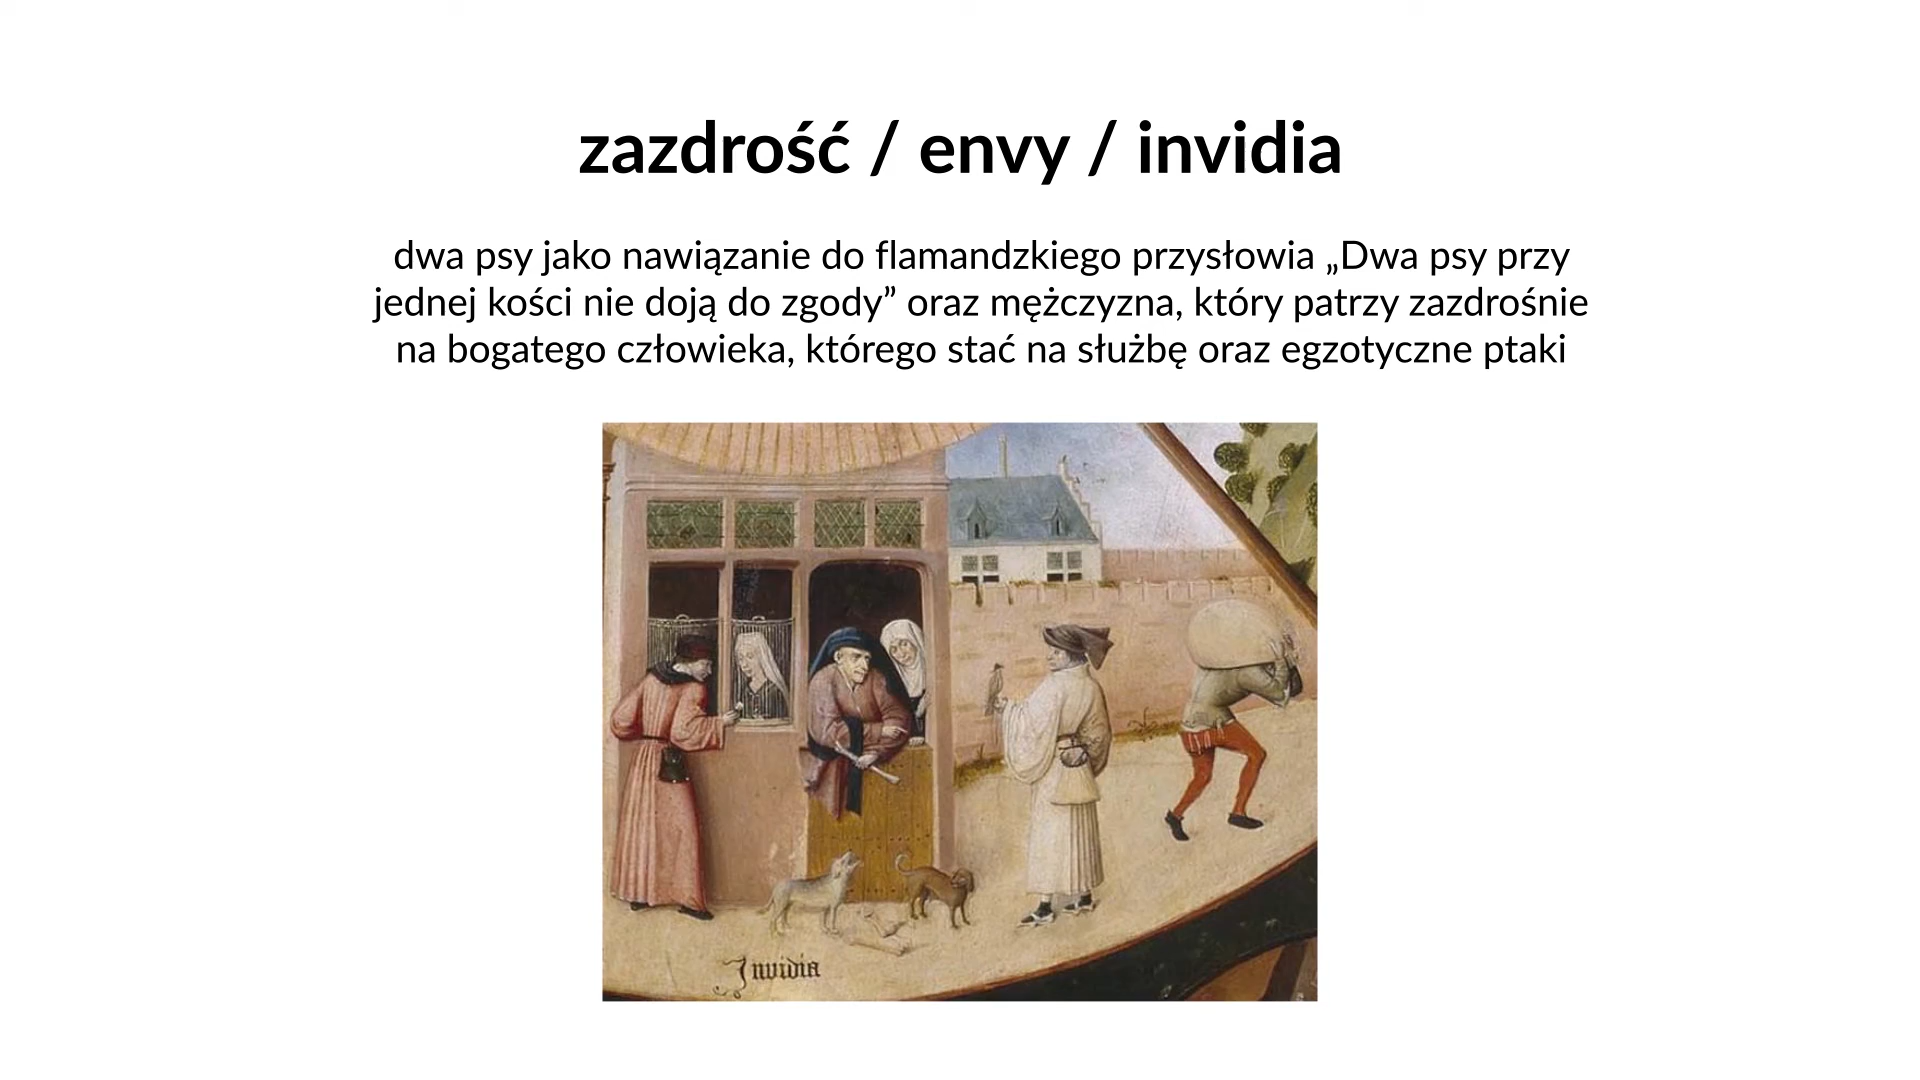 zazdrość / envy / invidia
dwa psy jako nawiązanie do flamandzkiego przysłowia „Dwa psy przy
jednej kości nie doją do zgody” oraz mężczyzna, który patrzy zazdrośnie
na bogatego człowieka, którego stać na służbę oraz egzotyczne ptaki
Invidia